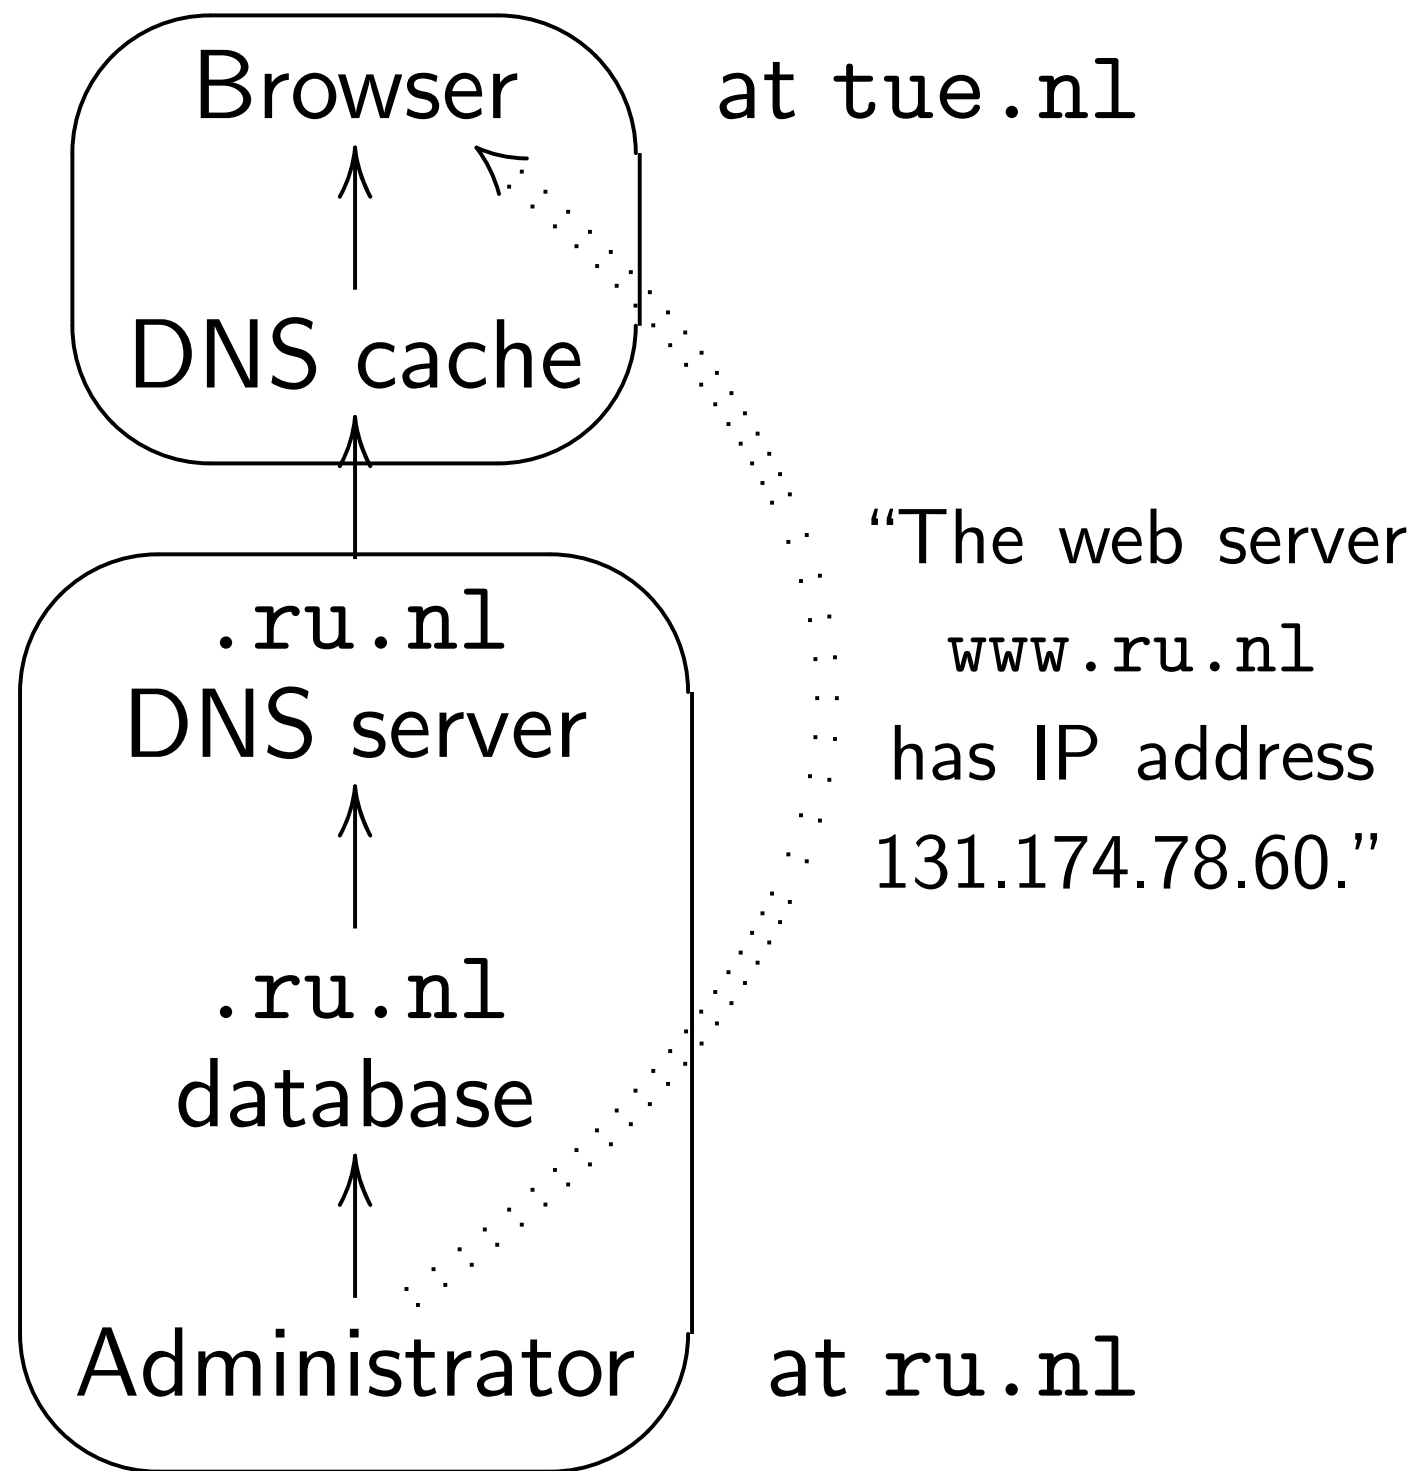 Browser
at tue.nl
DNS cache
“The web server
www.ru.nl
has IP address
131.174.78.60.”
.ru.nl
DNS server
.ru.nl
database
Administrator
at ru.nl